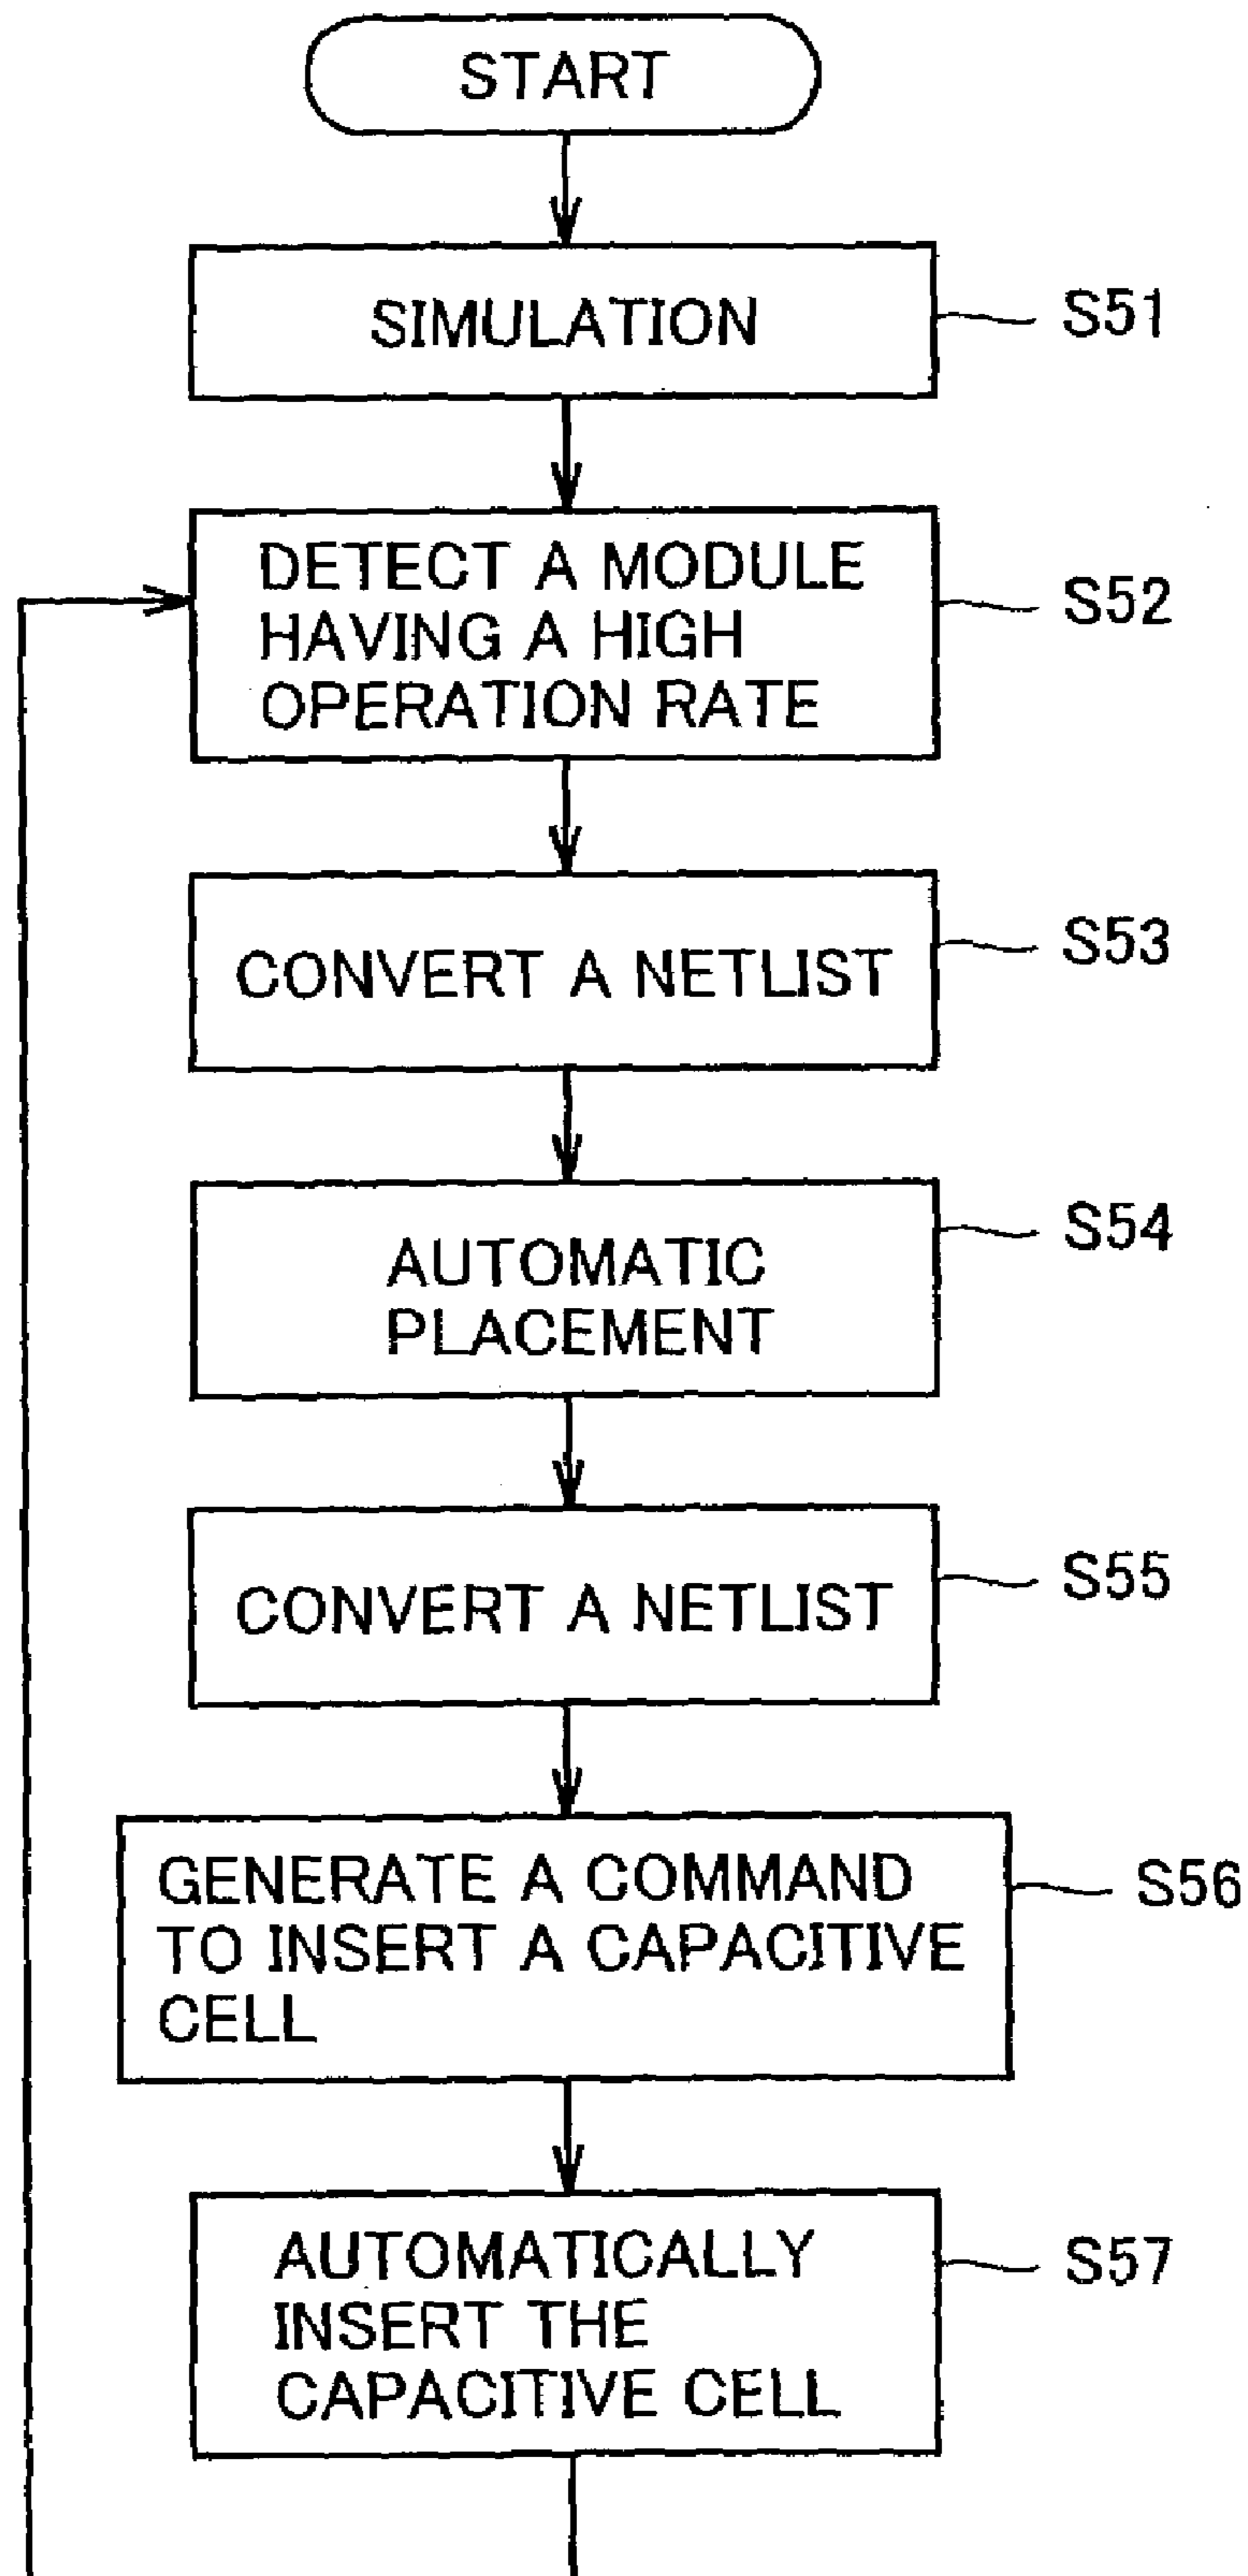 START
SIMULATION
S51
DETECT A MODULE
HAVING A HIGH
OPERATION RATE
S52
CONVERT A NETLIST
S53
AUTOMATIC
PLACEMENT
S54
CONVERT A NETLIST
S55
GENERATE A COMMAND
TO INSERT A CAPACITIVE
CELL
S56
AUTOMATICALLY
INSERT THE
CAPACITIVE CELL
S57